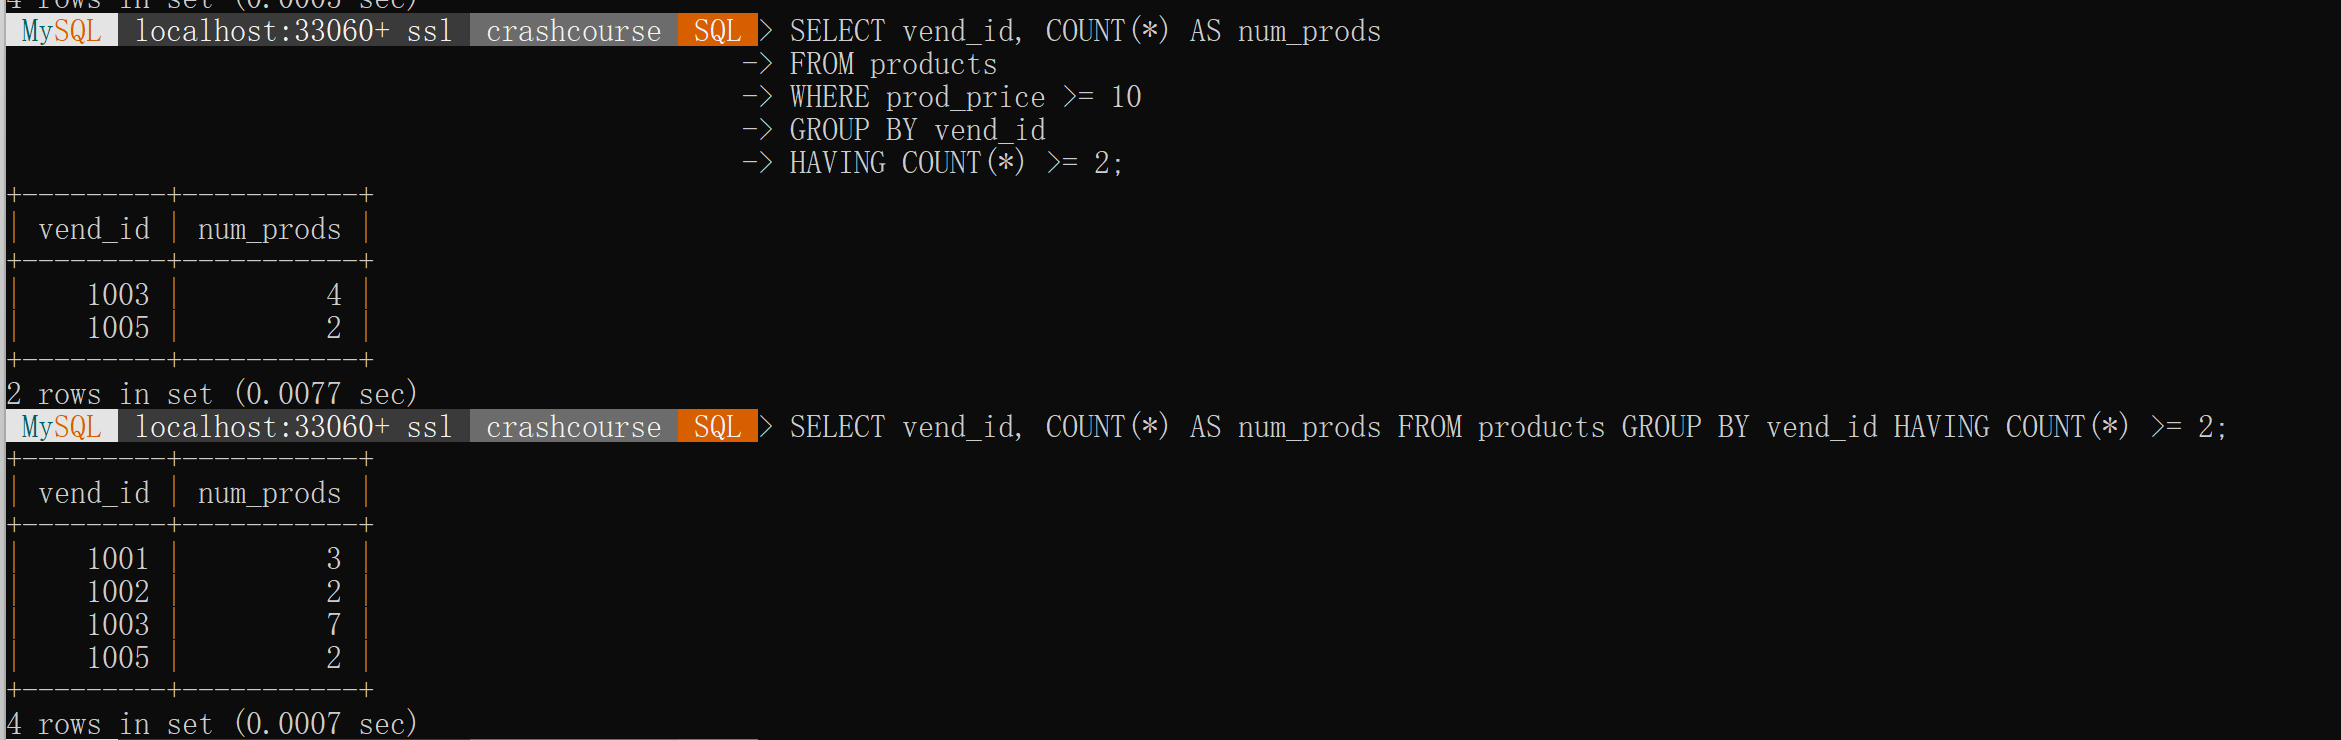 4 rows in set (0.0005 sec)
MySQL localhost:33060+ ssl crashcourse SQL > SELECT vend_id, COUNT(*) AS num_prods
-> FROM products
-> WHERE prod_price >= 10
-> GROUP BY vend_id
-> HAVING COUNT(*) >= 2;
+---------+-----------+
| vend_id | num_prods |
+---------+-----------+
|    1003 |         4 |
|    1005 |         2 |
+---------+-----------+
2 rows in set (0.0077 sec)
MySQL localhost:33060+ ssl crashcourse SQL > SELECT vend_id, COUNT(*) AS num_prods FROM products GROUP BY vend_id HAVING COUNT(*) >= 2;
+---------+-----------+
| vend_id | num_prods |
+---------+-----------+
|    1001 |         3 |
|    1002 |         2 |
|    1003 |         7 |
|    1005 |         2 |
+---------+-----------+
4 rows in set (0.0007 sec)